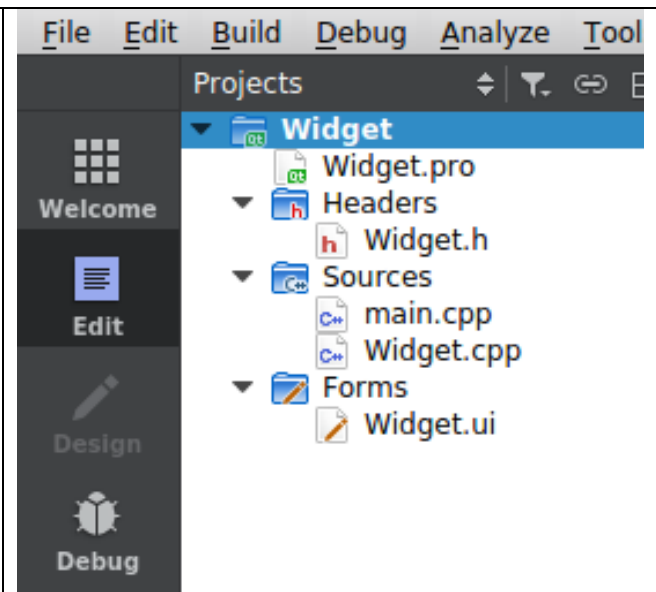 File Edit Build Debug Analyze Tool
Projects
Widget
Widget.pro
Headers
Widget.h
Sources
main.cpp
Widget.cpp
Forms
Widget.ui
Welcome
Edit
Design
Debug